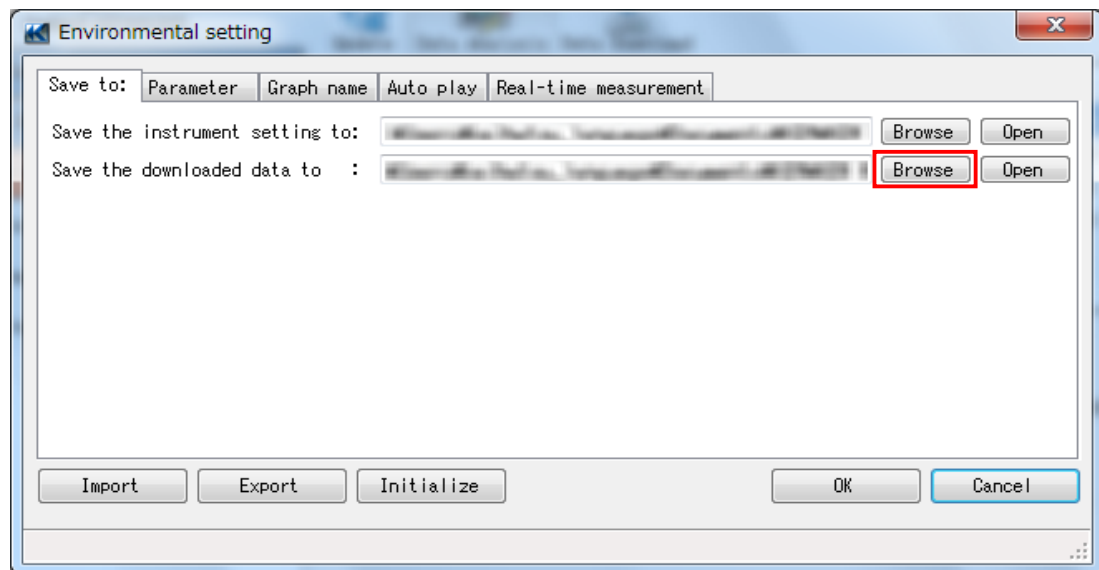 Environmental setting
Save to: Parameter Graph name Auto play Real-time measurement
Save the instrument setting to: Browse Open
Save the downloaded data to : Browse Open
Import Export Initialize OK Cancel